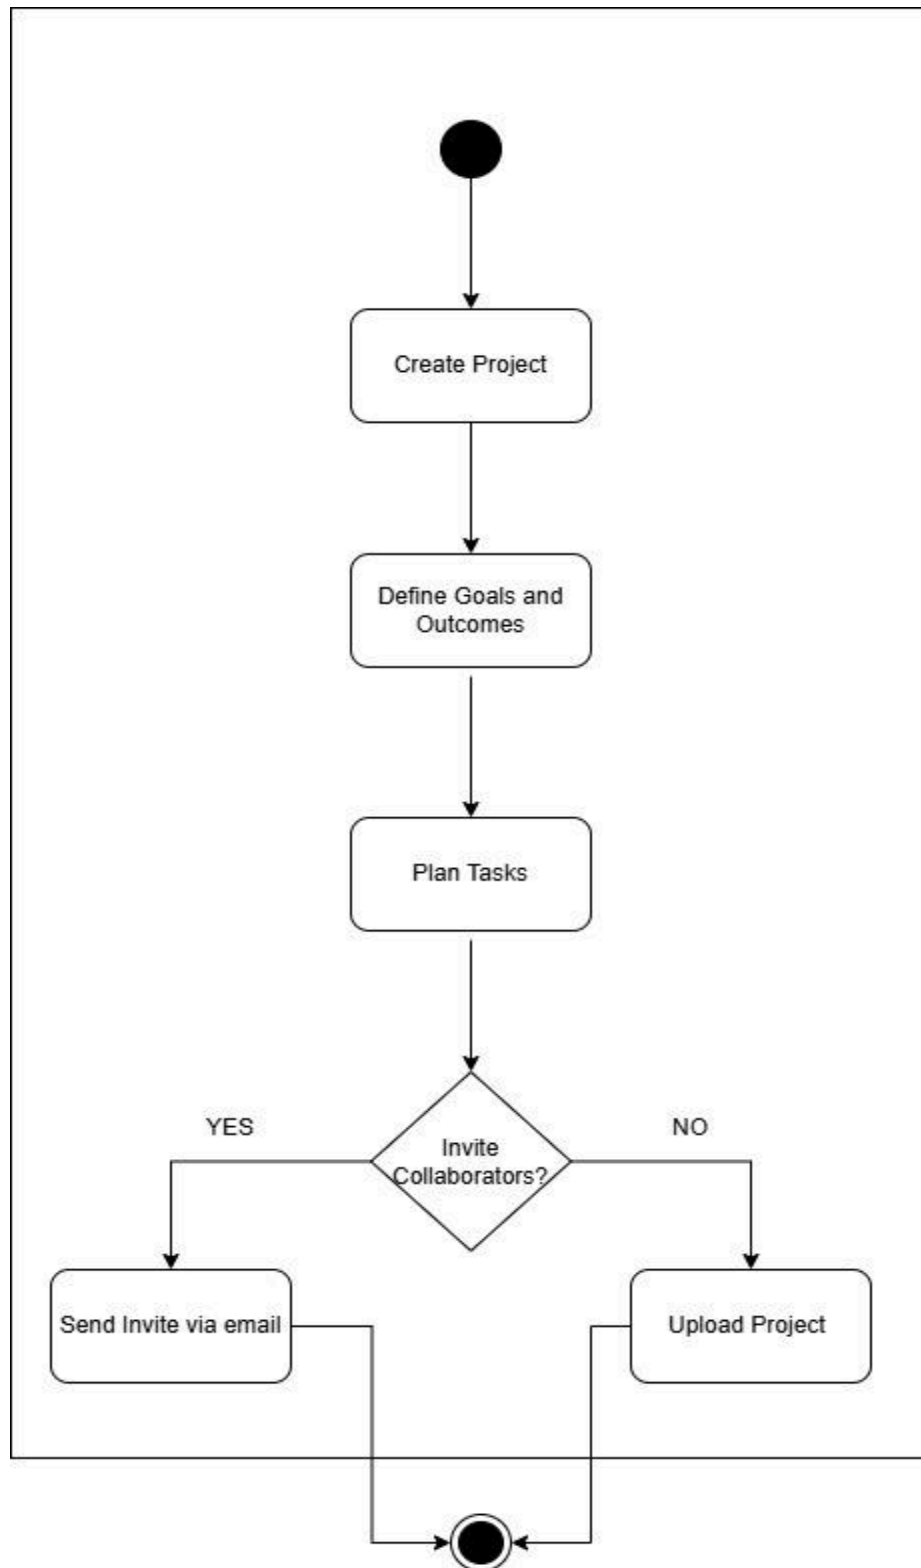 Create Project
Define Goals and
Outcomes
Plan Tasks
YES
NO
Invite
Collaborators?
Send Invite via email
Upload Project